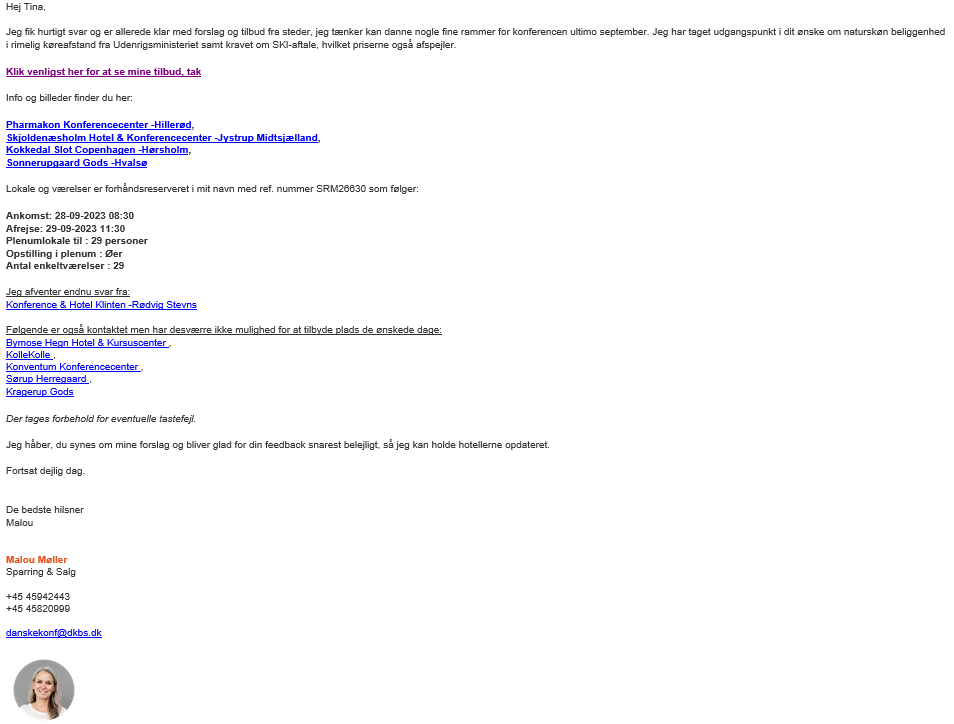 Hej Tina,
Jeg fik hurtigt svar og er allerede klar med forslag og tilbud fra steder, jeg tænker kan danne nogle fine rammer for konferencen ultimo september. Jeg har taget udgangspunkt i dit ønske om naturskøn beliggenhed
i rimelig køreafstand fra Udenrigsministeriet samt kravet om SKI-aftale, hvilket priserne også afspejler.
Klik venligst her for at se mine tilbud, tak
Info og billeder finder du her:
Pharmakon Konferencecenter -Hillerød,
Skjoldenæsholm Hotel & Konferencecenter -Jystrup Midtsjælland,
Kokkedal Slot Copenhagen -Hørsholm,
Sonnerupgaard Gods -Hvalsø
Lokale og værelser er forhåndsreserveret i mit navn med ref. nummer SRM26630 som følger:
Ankomst: 28-09-2023 08:30
Afrejse: 29-09-2023 11:30
Plenumlokale til : 29 personer
Opstilling i plenum : Øer
Antal enkeltværelser : 29
Jeg afventer endnu svar fra:
Konference & Hotel Klinten -Rødvig Stevns
Følgende er også kontaktet men har desværre ikke mulighed for at tilbyde plads de ønskede dage:
Bymose Hegn Hotel & Kursuscenter ,
KolleKolle ,
Konventum Konferencecenter ,
Sørup Herregaard ,
Kragerup Gods
Der tages forbehold for eventuelle tastefejl.
Jeg håber, du synes om mine forslag og bliver glad for din feedback snarest belejligt, så jeg kan holde hotellerne opdateret.
Fortsat dejlig dag.
De bedste hilsner
Malou
Malou Møller
Sparring & Salg
+45 45942443
+45 45820999
danskekonf@dkbs.dk